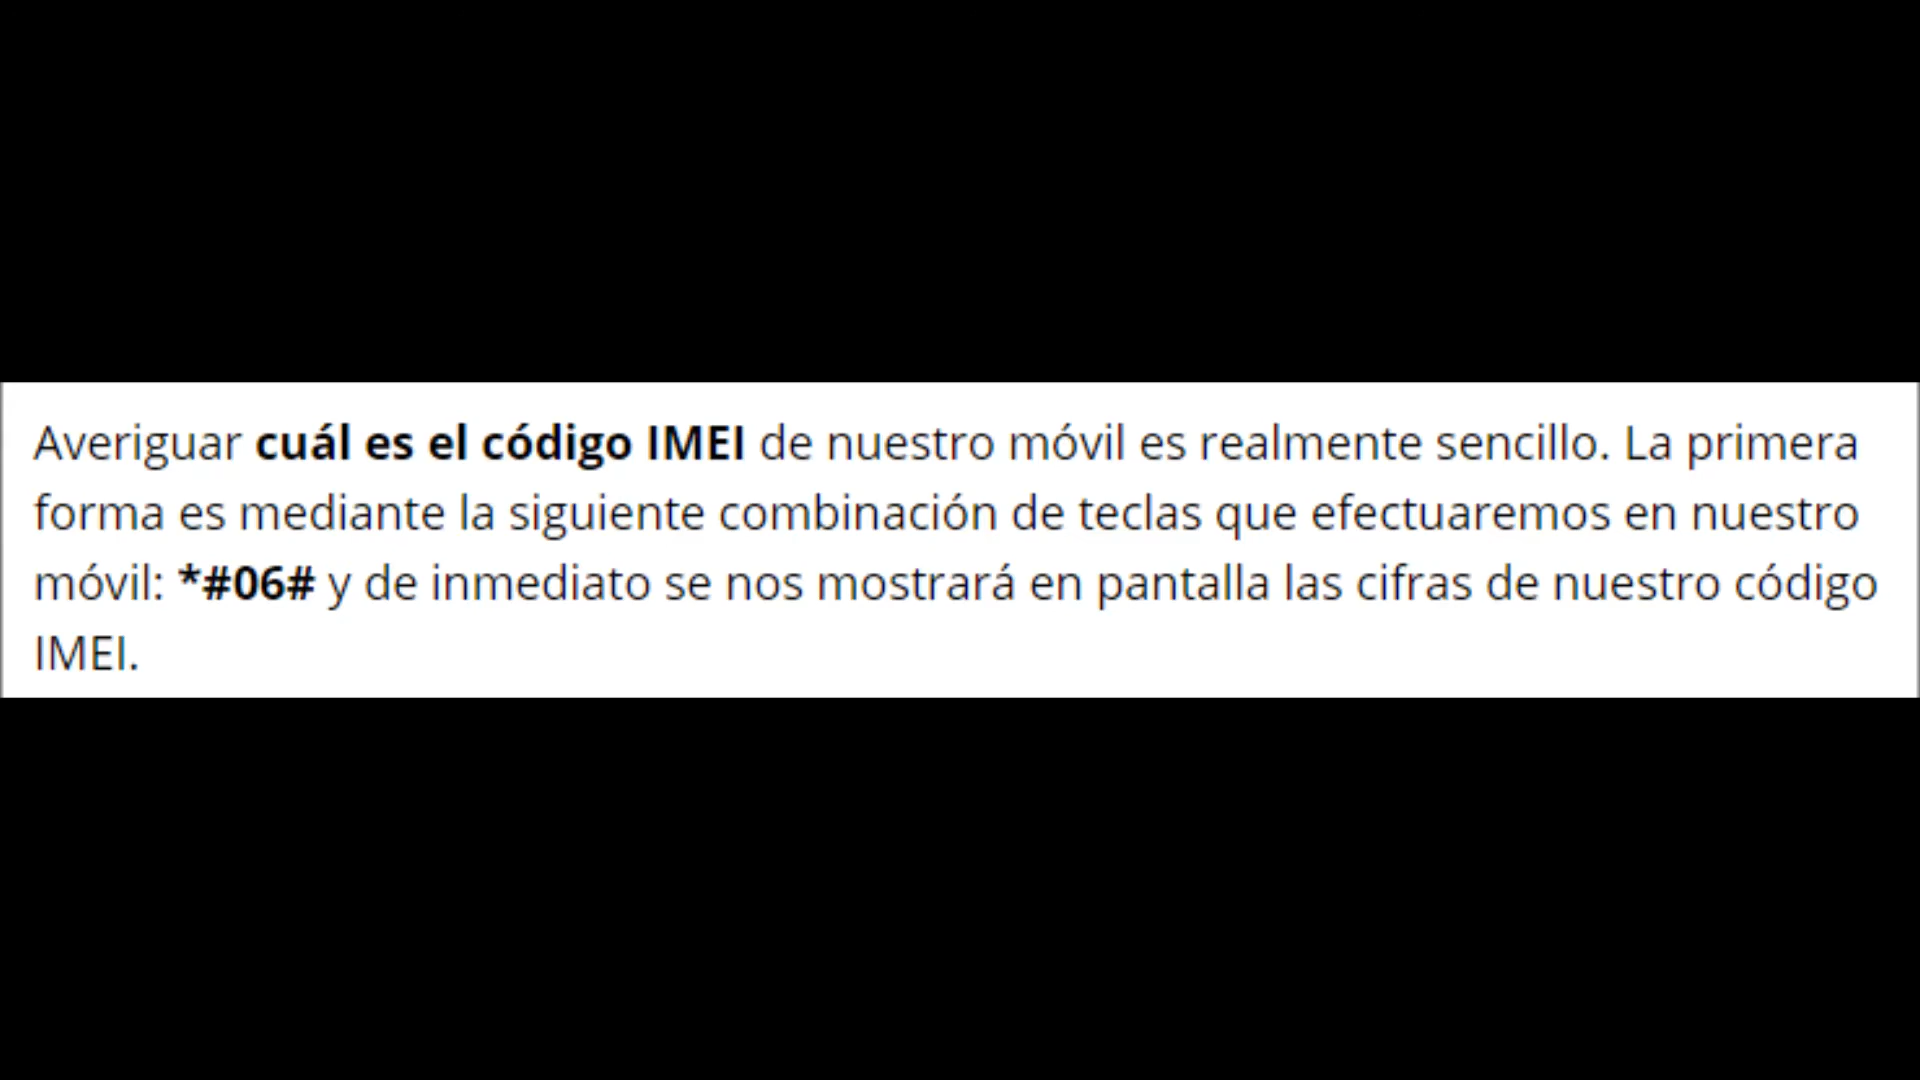 Averiguar cuál es el código IMEI de nuestro móvil es realmente sencillo. La primera
forma es mediante la siguiente combinación de teclas que efectuaremos en nuestro
móvil: *#06# y de inmediato se nos mostrará en pantalla las cifras de nuestro código
IMEI.